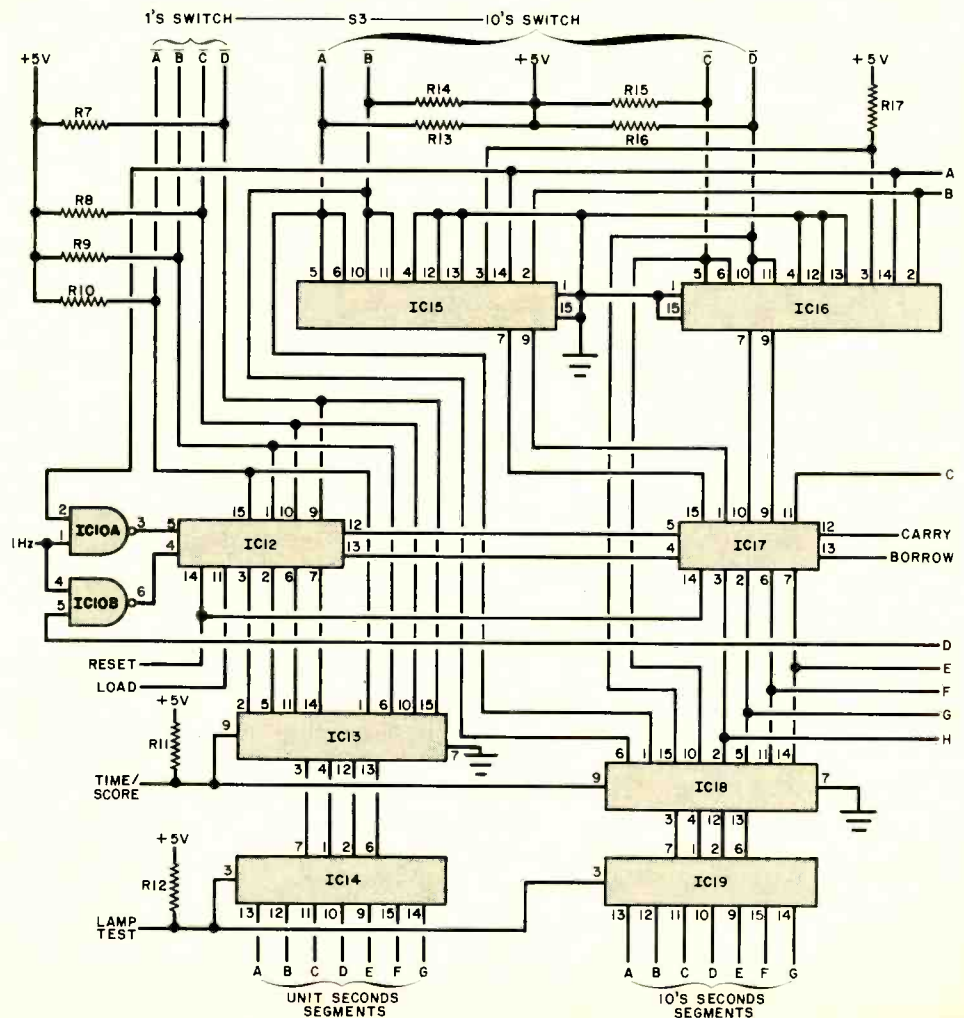 1'S SWITCH S3 10'S SWITCH
+5V A B C D A B +5V C D
R14 R15 R17
R7 R13 R16
A
B
R8
R9
5 6 10 11 4 12 13 3 14 2 5 6 10 11 4 12 13 3 14 2
R10 IC15 1 1 IC16
15 15
7 9 7 9
C
2 15 1 10 9 12 15 1 10 9 11 12 CARRY
IC10A 3 5 IC12 5 IC17
1HZ 1 4 13 4 13 BORROW
4 14 11 3 2 6 7 14 3 2 6 7
IC10B 6
5
D
RESET E
LOAD F
+5V G
2 5 11 14 1 6 10 15 H
R11 9 IC13 7
6 1 15 10 2 5 11 14
TIME/
SCORE 3 4 12 13 9 IC18 7
+5V 3 4 12 13
7 1 2 6 7 1 2 6
R12 3 IC14 3 IC19
LAMP
TEST 13 12 11 10 9 15 14 13 12 11 10 9 15 14
A B C D E F G A B C D E F G
UNIT SECONDS
SEGMENTS
10'S SECONDS
SEGMENTS